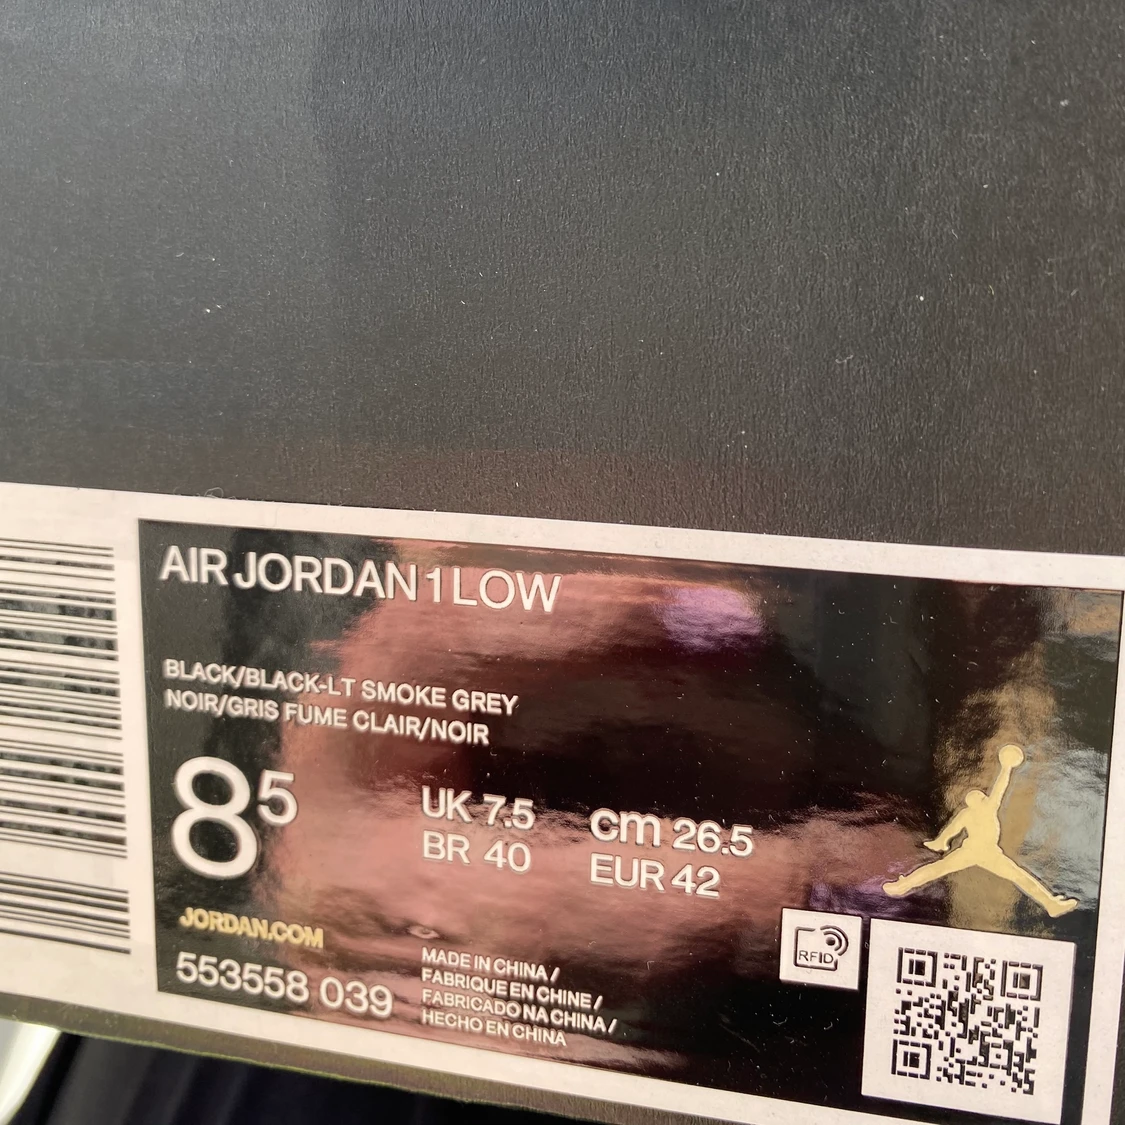 AIR JORDAN 1 LOW
BLACK/BLACK-LT SMOKE GREY
NOIR/GRIS FUME CLAIR/NOIR
85
UK 7.5
BR 40
cm 26.5
EUR 42
JORDAN.COM
553558 039
MADE IN CHINA /
FABRIQUE EN CHINE /
FABRICADO NA CHINA /
HECHO EN CHINA
RFID